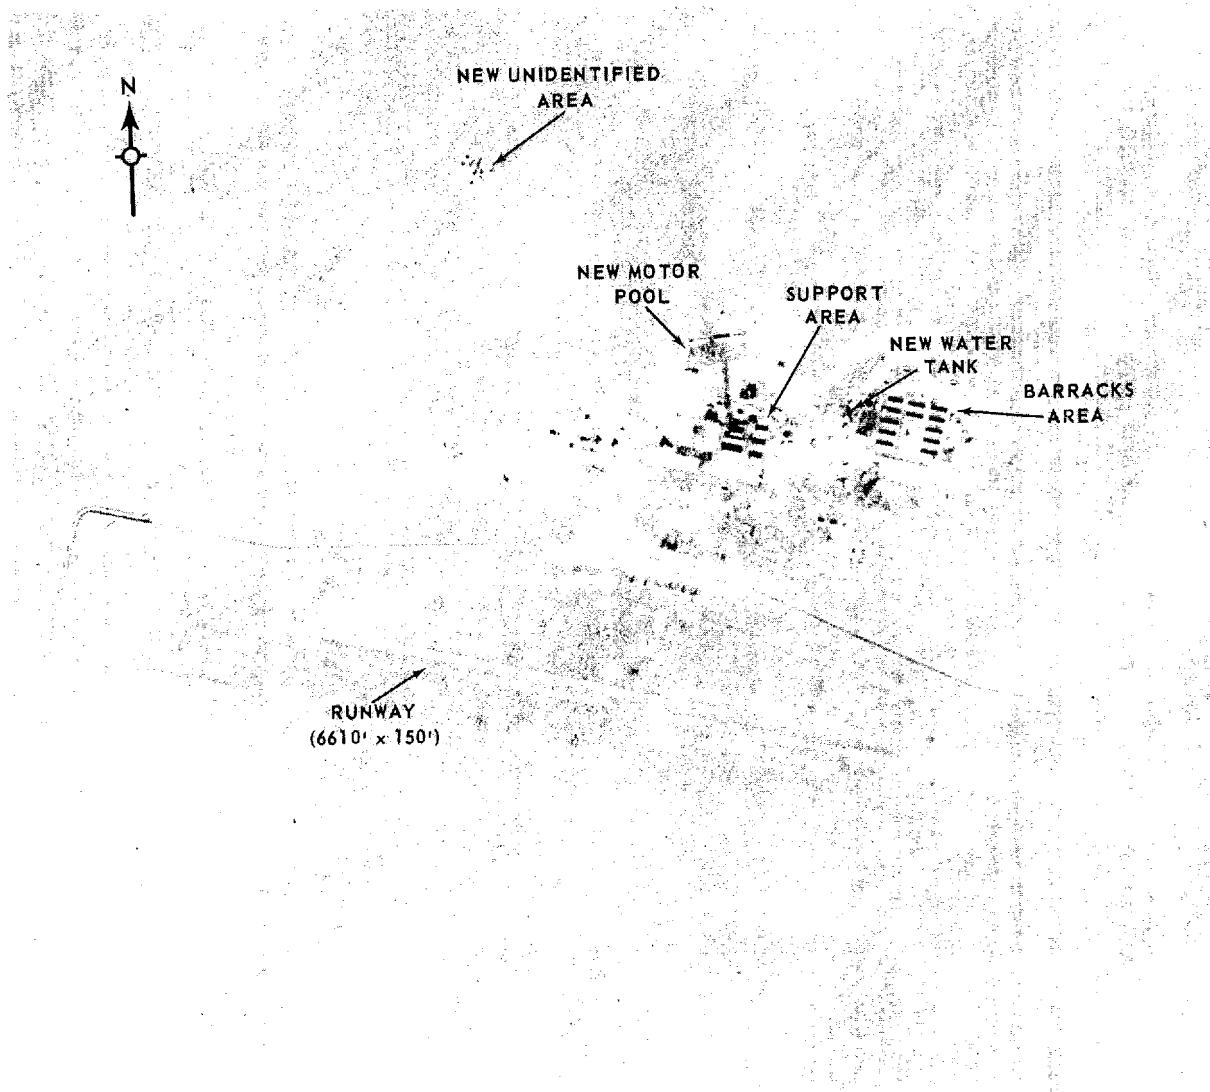 N
NEW UNIDENTIFIED
AREA
NEW MOTOR
POOL
SUPPORT
AREA
NEW WATER
TANK
BARRACKS
AREA
RUNWAY
(6610' x 150')